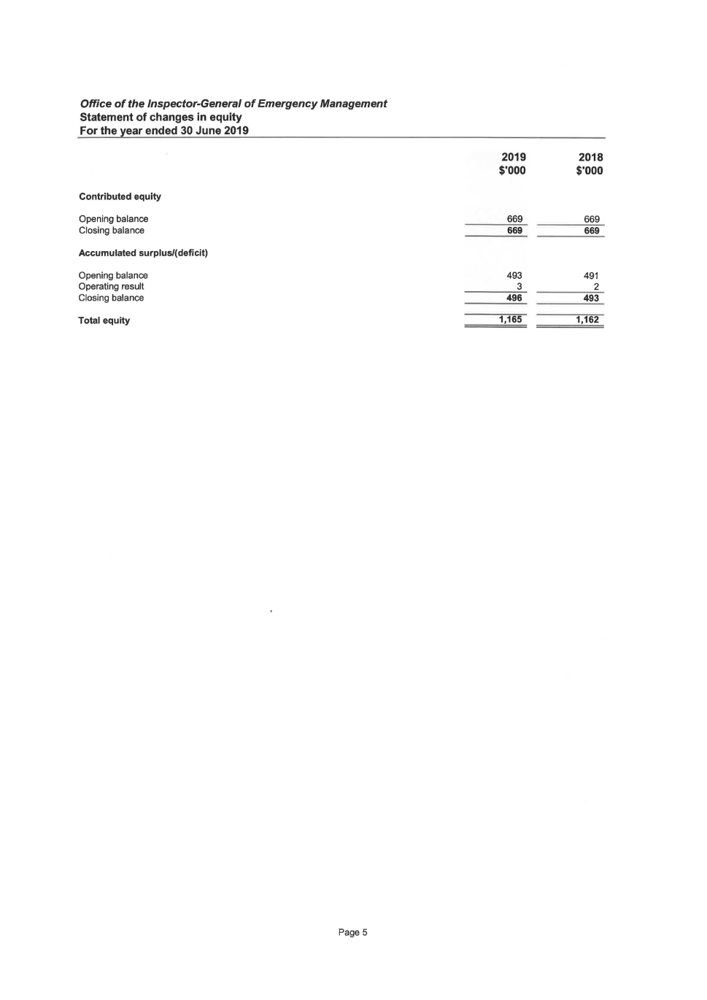 Office of the Inspector-General of Emergency Management
Statement of changes in equity
For the year ended 30 June 2019
2019 2018
$'000 $'000
Contributed equity
Opening balance 669 669
Closing balance 669 669
Accumulated surplus/(deficit)
Opening balance 493 491
Operating result 3 2
Closing balance 496 493
Total equity 1,165 1,162
Page 5